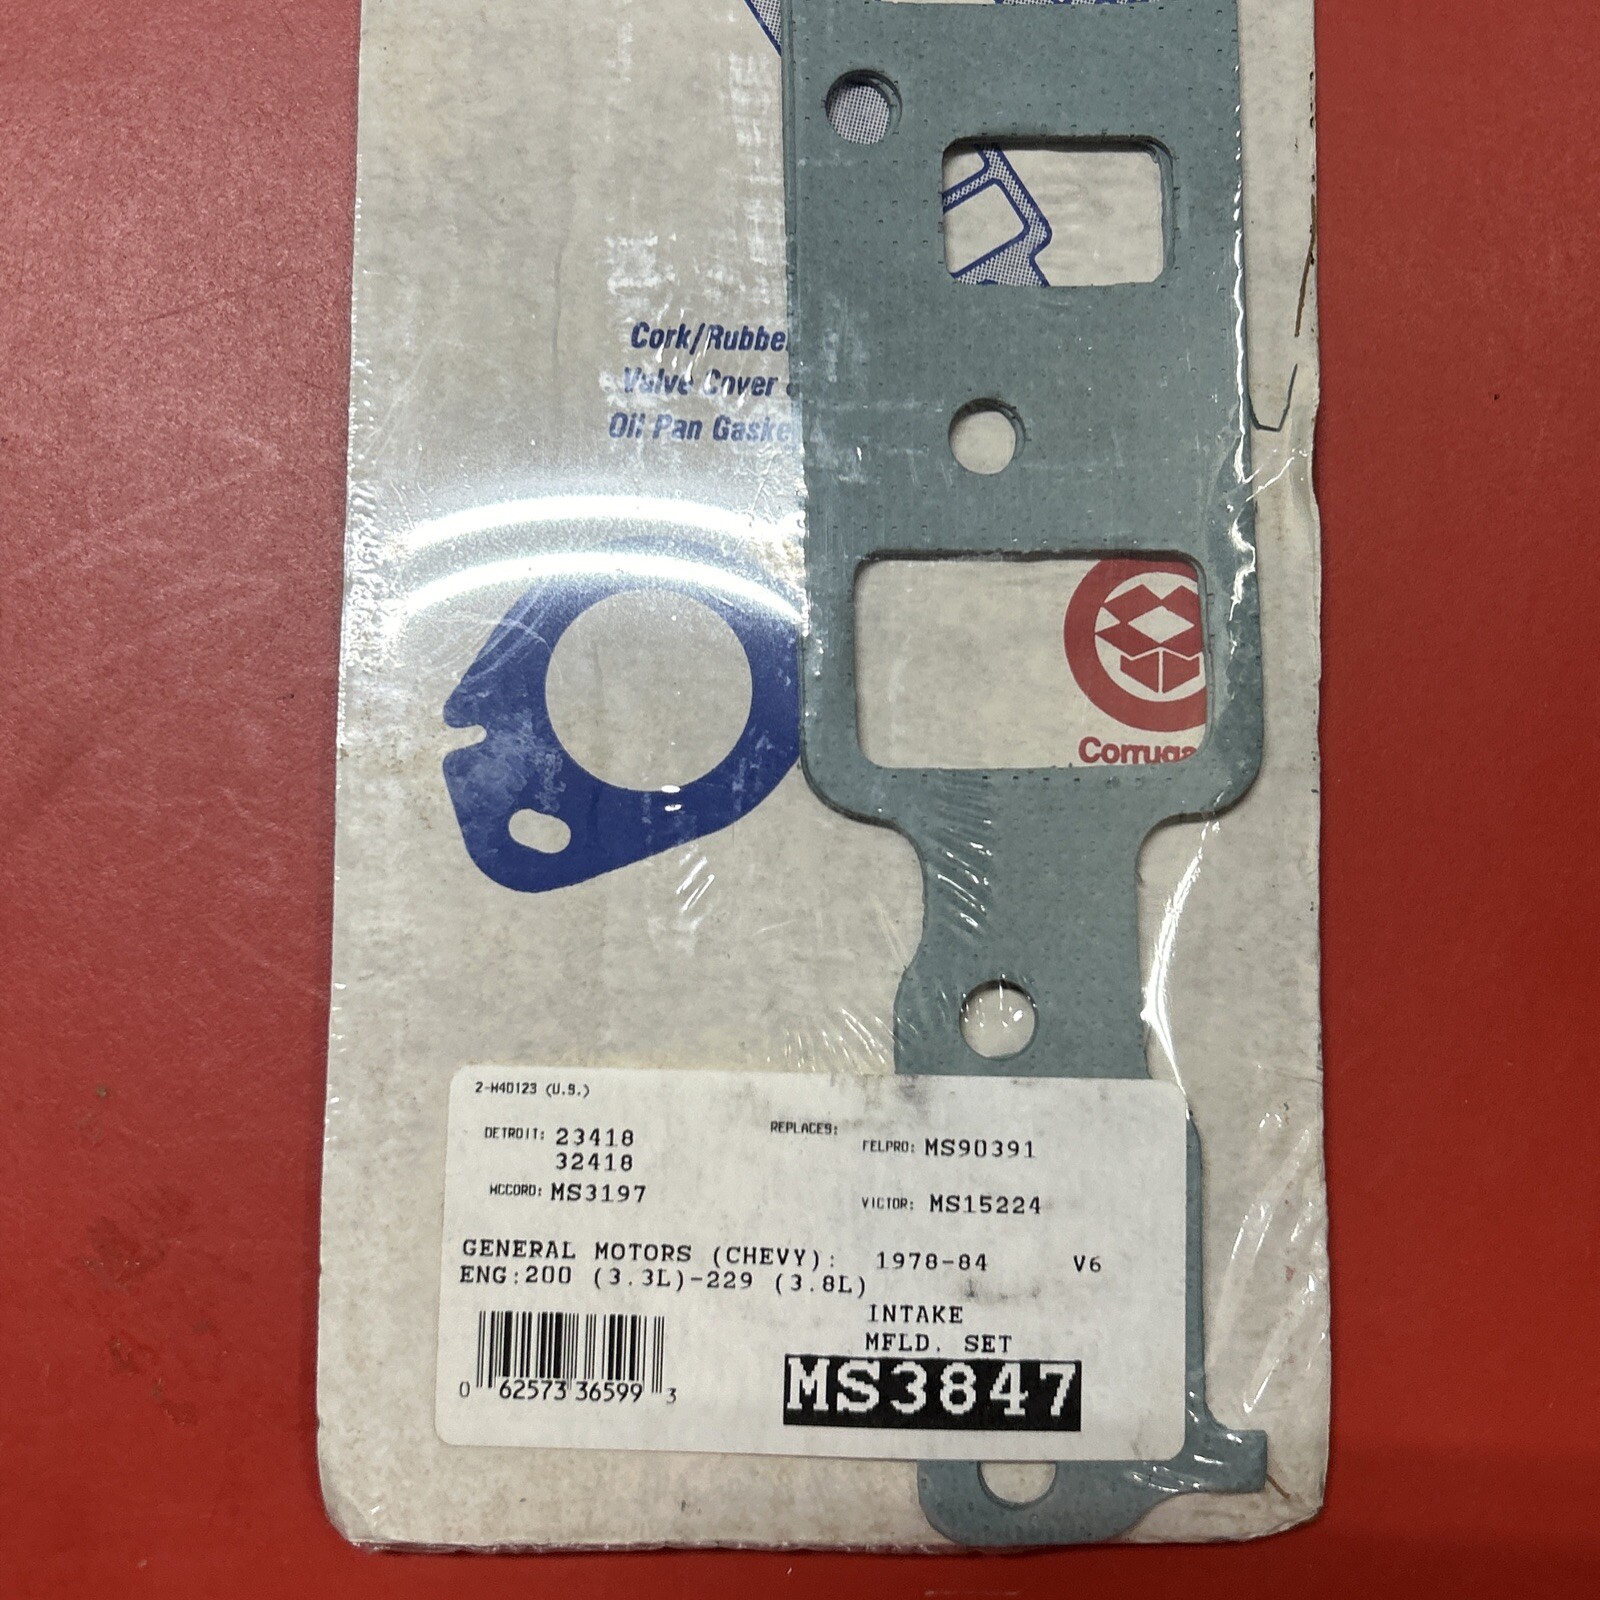 Cork/Rubber
Valve Cover &
Oil Pan Gaske
Corruga
2-H40123 (U.S.)
DETROIT: 23418
32418
REPLACES:
FELPRO: MS90391
MCCORD: MS3197
VICTOR: MS15224
GENERAL MOTORS (CHEVY): 1978-84 V6
ENG:200 (3.3L)-229 (3.8L)
INTAKE
MFLD. SET
MS3847
0 62573 36599 3